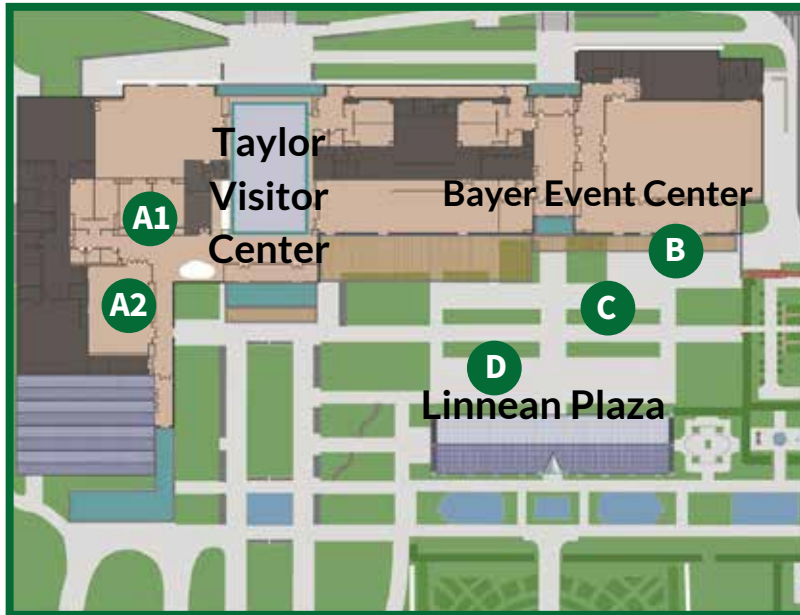 Taylor
Visitor
Center
Bayer Event Center
A1
B
A2
C
D
Linnean Plaza